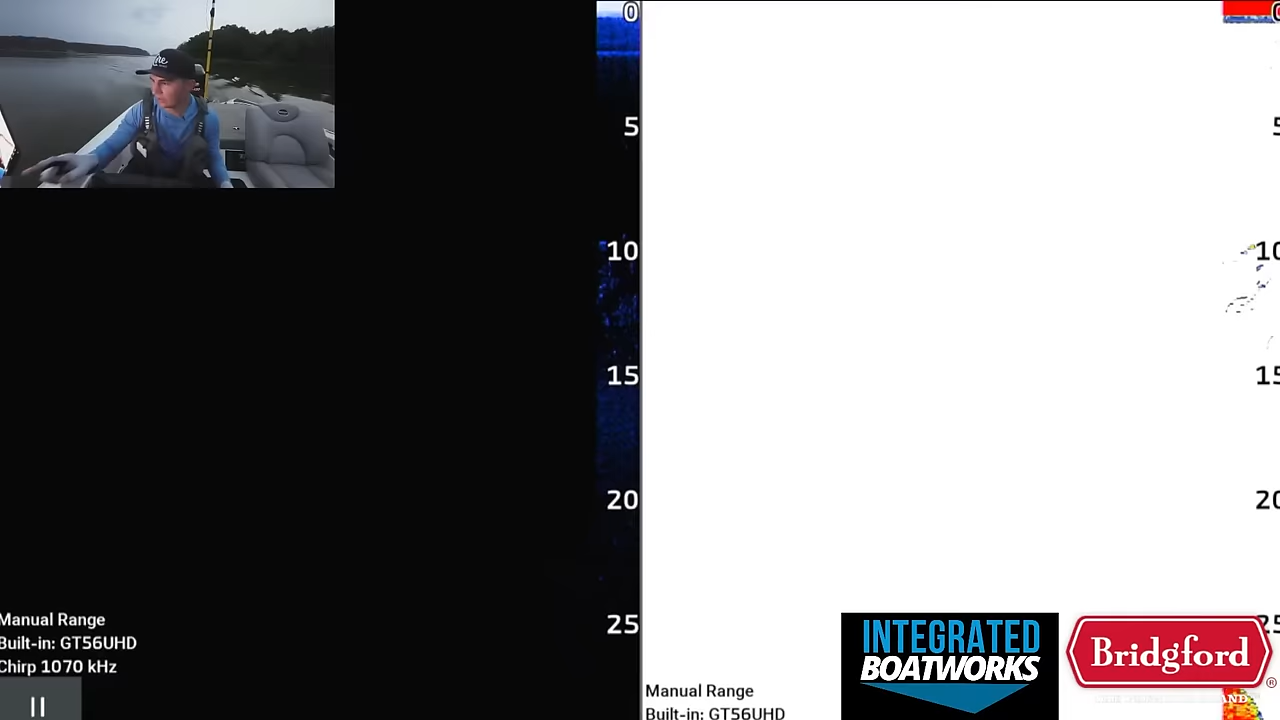 0
5
10
15
20
25
Manual Range
Built-in: GT56UHD
Chirp 1070 kHz
10
15
20
Manual Range
Built-in: GT56UHD
INTEGRATED
BOATWORKS
Bridgford
®